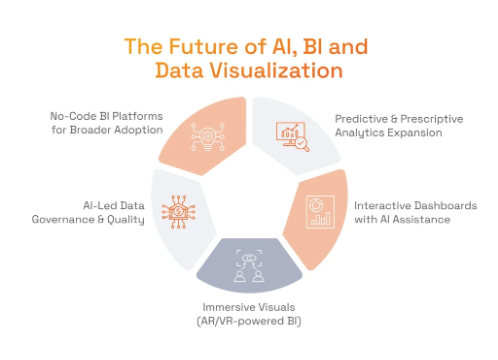 The Future of AI, BI and
Data Visualization
No-Code BI Platforms
for Broader Adoption
Predictive & Prescriptive
Analytics Expansion
AI-Led Data
Governance & Quality
Interactive Dashboards
with AI Assistance
Immersive Visuals
(AR/VR-powered BI)